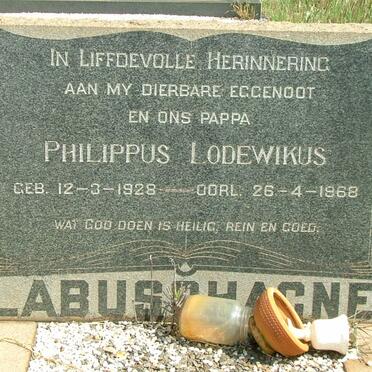 IN LIEFDEVOLLE HERINNERING
AAN MY DIERBARE EGGENOOT
EN ONS PAPPA
PHILIPPUS LODEWIKUS
GEB. 12-3-1928 — OORL. 26-4-1968
WAT GOD DOEN IS HEILIG, REIN EN GOED.
LABUSCHAGNE